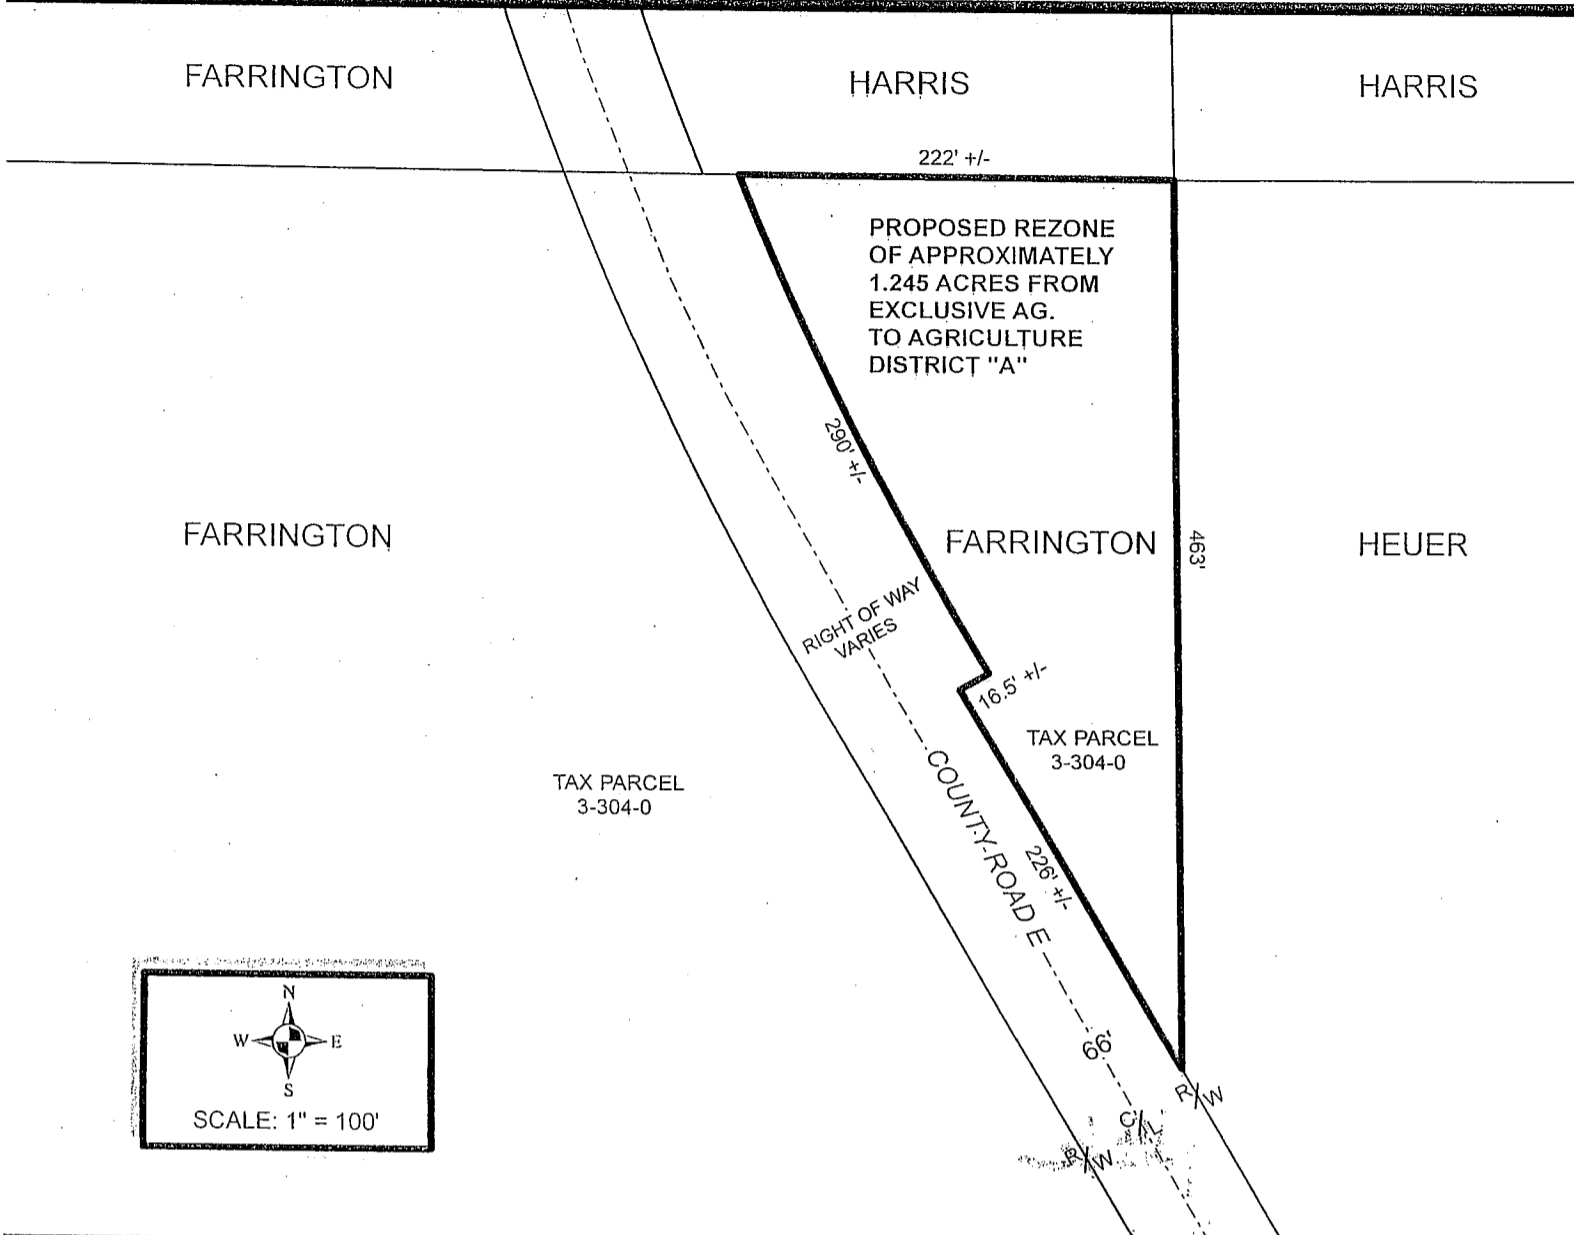 FARRINGTON
HARRIS
HARRIS
222' +/-
PROPOSED REZONE
OF APPROXIMATELY
1.245 ACRES FROM
EXCLUSIVE AG.
TO AGRICULTURE
DISTRICT "A"
290' +/-
FARRINGTON
FARRINGTON
463'
HEUER
RIGHT OF WAY
VARIES
16.5' +/-
TAX PARCEL
3-304-0
TAX PARCEL
3-304-0
COUNTY ROAD E
226' +/-
66'
R/W
C/L
R/W
N
W E
S
SCALE: 1" = 100'